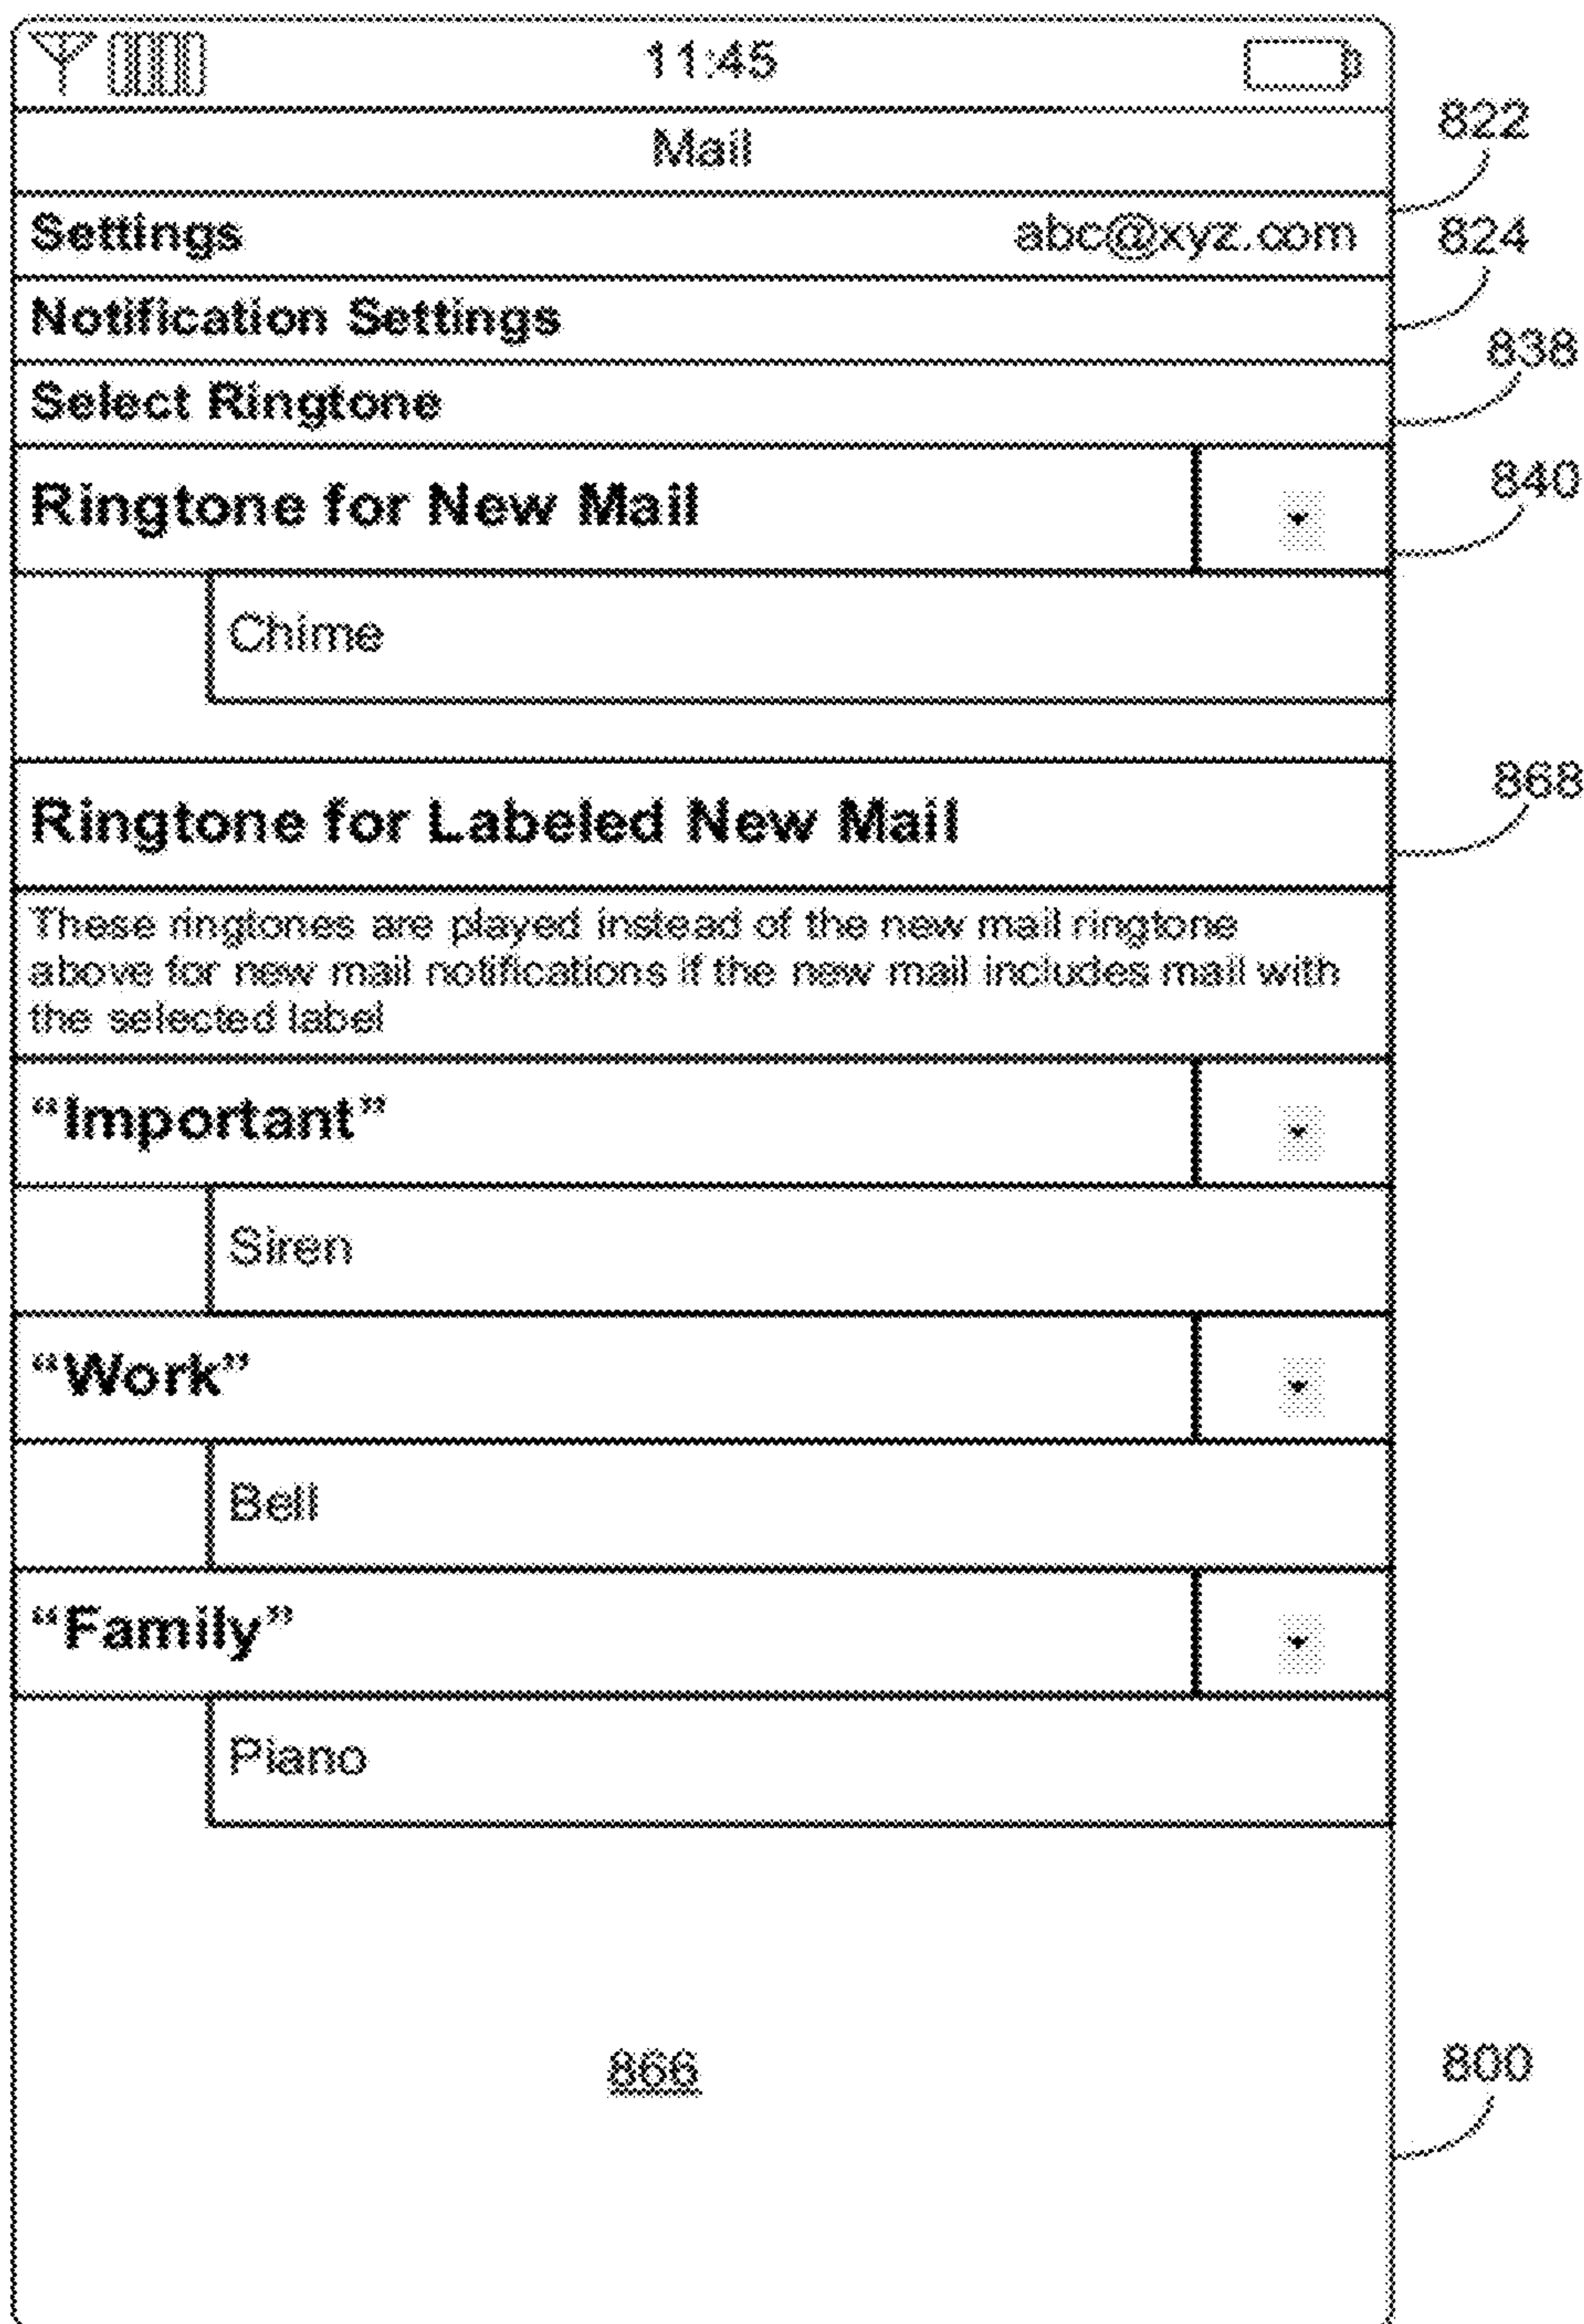 11:45
Mail
822
Settings abc@xyz.com
824
Notification Settings
838
Select Ringtone
840
Ringtone for New Mail
Chime
868
Ringtone for Labeled New Mail
These ringtones are played instead of the new mail ringtone
above for new mail notifications if the new mail includes mail with
the selected label
“Important”
Siren
“Work”
Bell
“Family”
Piano
866
800